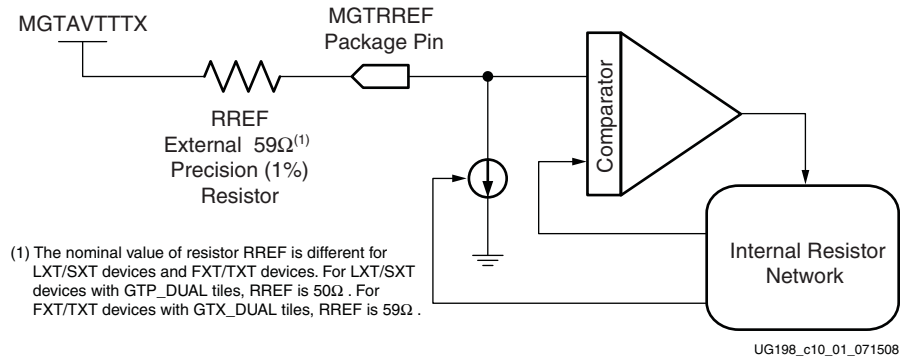 MGTAVTTTX
MGTRREF
Package Pin
RREF
External 59Ω(1)
Precision (1%)
Resistor
Comparator
Internal Resistor
Network
(1) The nominal value of resistor RREF is different for
LXT/SXT devices and FXT/TXT devices. For LXT/SXT
devices with GTP_DUAL tiles, RREF is 50Ω . For
FXT/TXT devices with GTX_DUAL tiles, RREF is 59Ω .
UG198_c10_01_071508